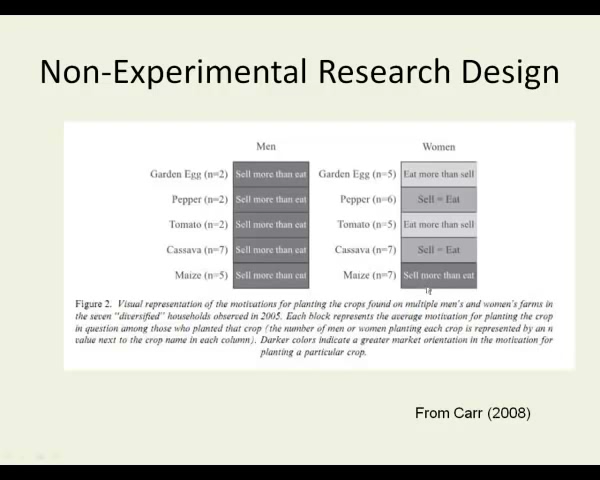 Non-Experimental Research Design
Men Women
Garden Egg (n=2) Sell more than eat Garden Egg (n=5) Eat more than sell
Pepper (n=2) Sell more than eat Pepper (n=6) Sell = Eat
Tomato (n=2) Sell more than eat Tomato (n=5) Eat more than sell
Cassava (n=7) Sell more than eat Cassava (n=7) Sell = Eat
Maize (n=5) Sell more than eat Maize (n=7) Sell more than eat
Figure 2. Visual representation of the motivations for planting the crops found on multiple men's and women's farms in
the seven "diversified" households observed in 2005. Each block represents the average motivation for planting the crop
in question among those who planted that crop (the number of men or women planting each crop is represented by an n
value next to the crop name in each column). Darker colors indicate a greater market orientation in the motivation for
planting a particular crop.
From Carr (2008)